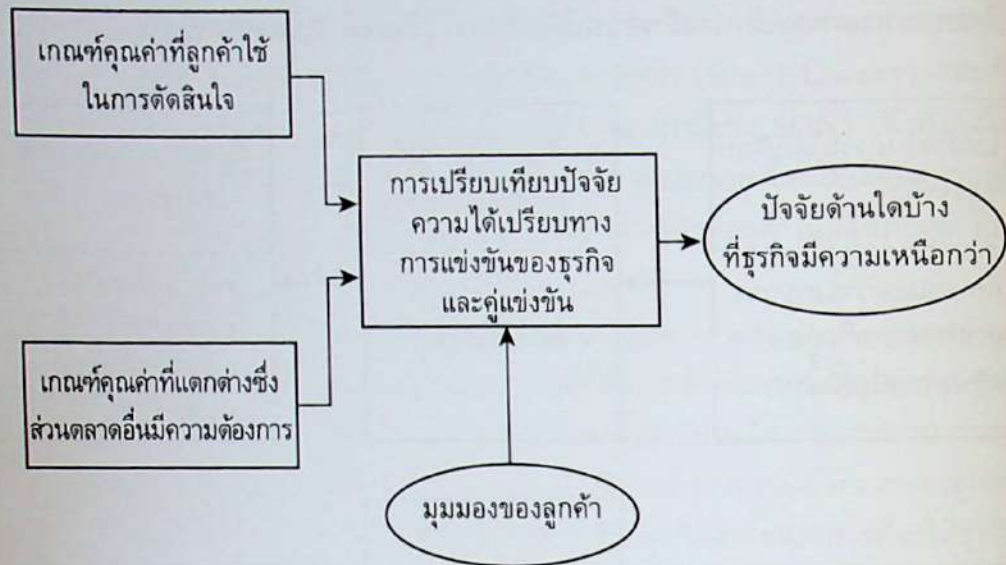 เกณฑ์คุณค่าที่ลูกค้าใช้
ในการตัดสินใจ
การเปรียบเทียบปัจจัย
ความได้เปรียบทาง
การแข่งขันของธุรกิจ
และคู่แข่งขัน
ปัจจัยด้านใดบ้าง
ที่ธุรกิจมีความเหนือกว่า
เกณฑ์คุณค่าที่แตกต่างซึ่ง
ส่วนตลาดอื่นมีความต้องการ
มุมมองของลูกค้า